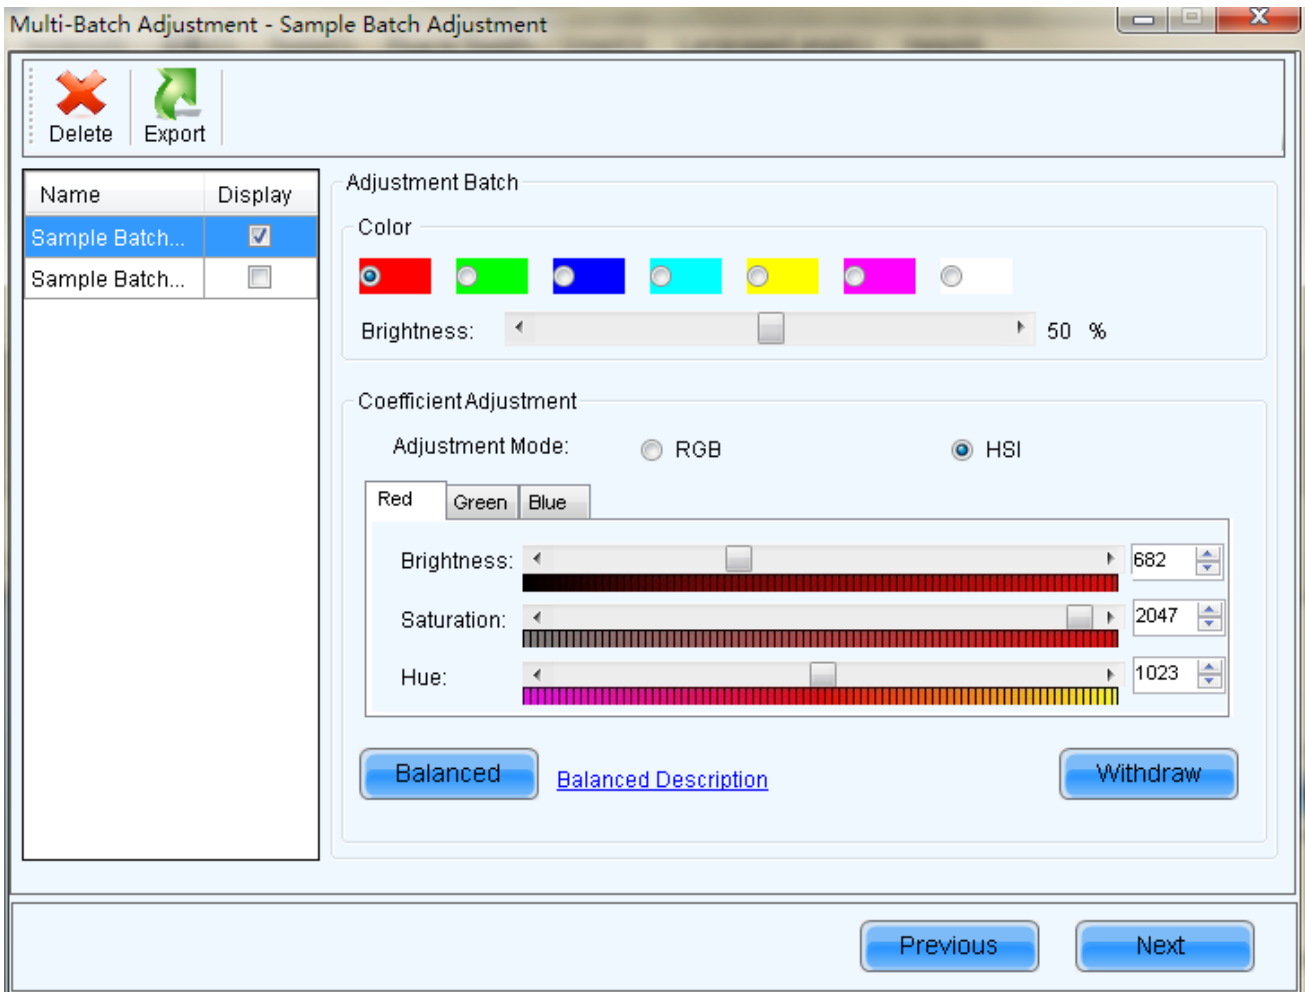 Multi-Batch Adjustment - Sample Batch Adjustment
Delete Export
Name Display
Sample Batch...
Sample Batch...
Adjustment Batch
Color
Brightness: 50 %
Coefficient Adjustment
Adjustment Mode: RGB HSI
Red Green Blue
Brightness: 682
Saturation: 2047
Hue: 1023
Balanced Balanced Description Withdraw
Previous Next